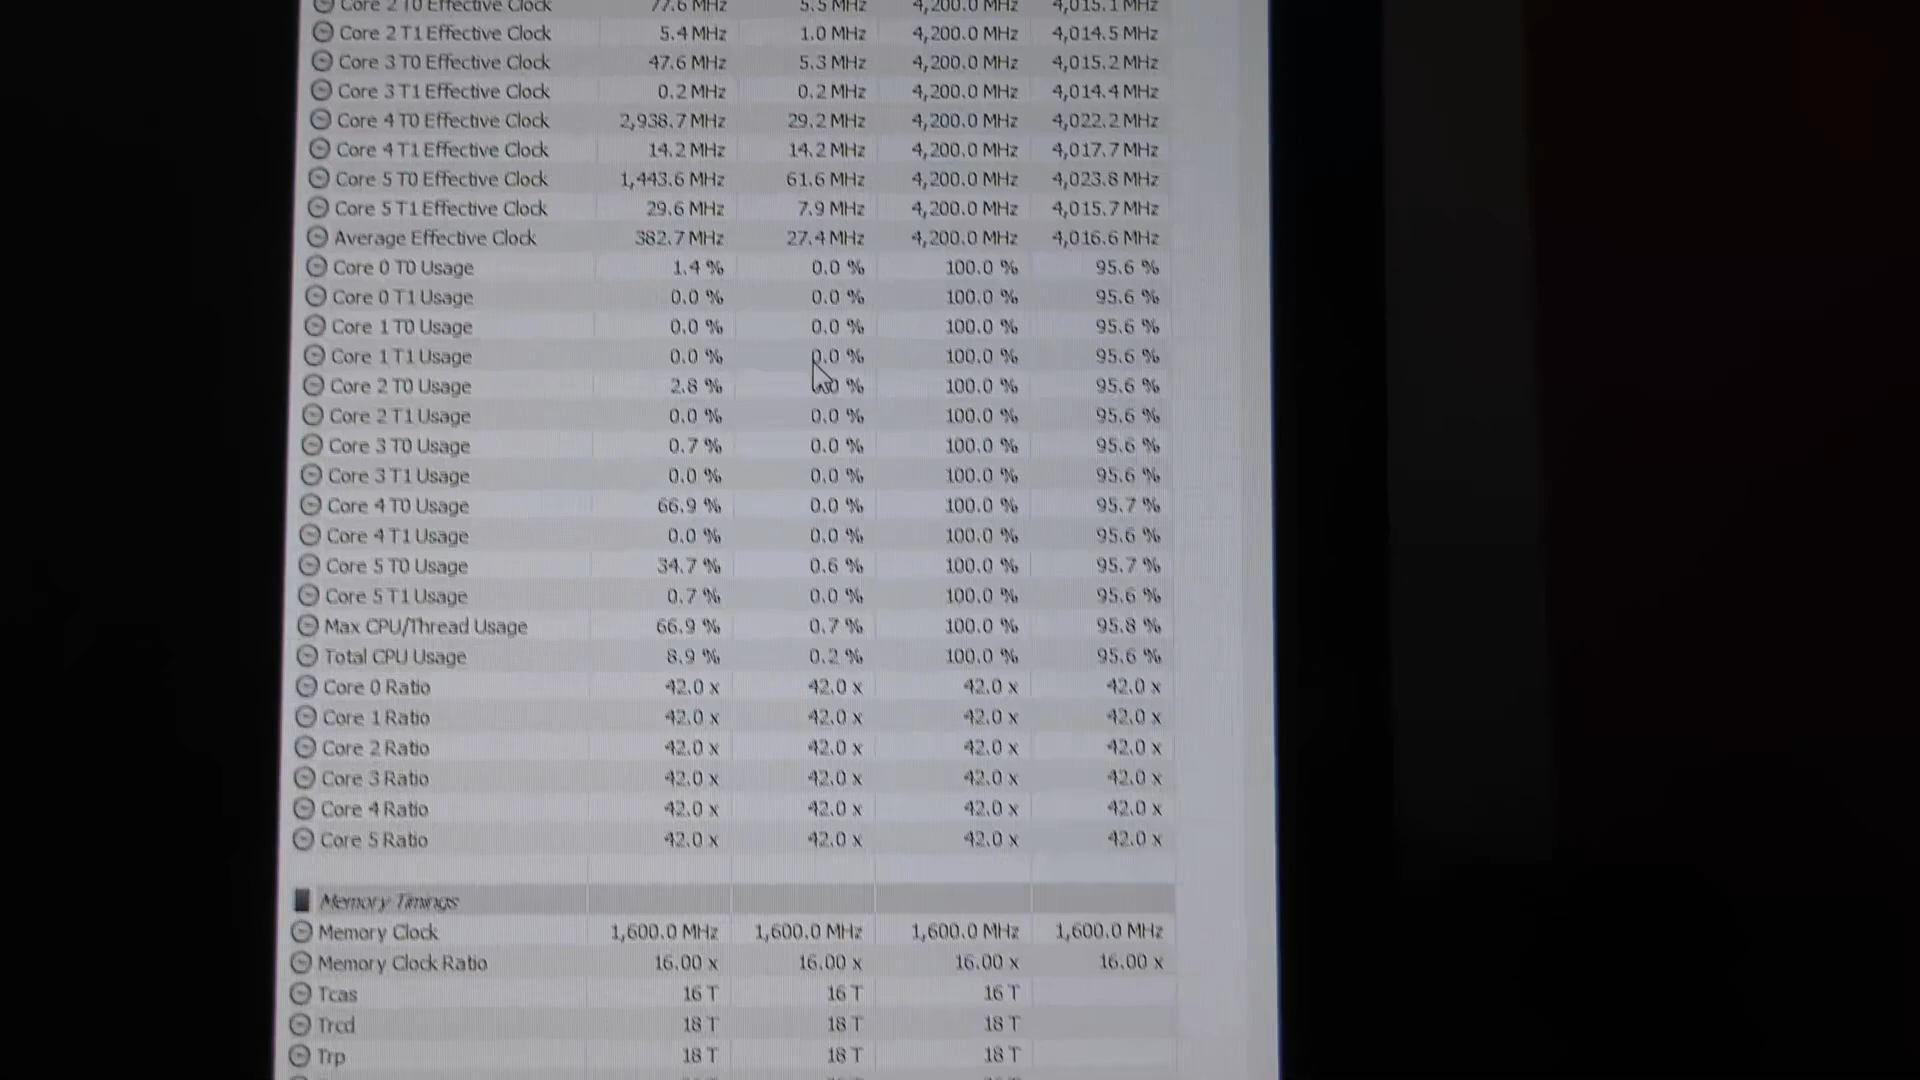 Core 2 T0 Effective Clock 77.6 MHz 5.5 MHz 4,200.0 MHz 4,015.1 MHz
Core 2 T1 Effective Clock 5.4 MHz 1.0 MHz 4,200.0 MHz 4,014.5 MHz
Core 3 T0 Effective Clock 47.6 MHz 5.3 MHz 4,200.0 MHz 4,015.2 MHz
Core 3 T1 Effective Clock 0.2 MHz 0.2 MHz 4,200.0 MHz 4,014.4 MHz
Core 4 T0 Effective Clock 2,938.7 MHz 29.2 MHz 4,200.0 MHz 4,022.2 MHz
Core 4 T1 Effective Clock 14.2 MHz 14.2 MHz 4,200.0 MHz 4,017.7 MHz
Core 5 T0 Effective Clock 1,443.6 MHz 61.6 MHz 4,200.0 MHz 4,023.8 MHz
Core 5 T1 Effective Clock 29.6 MHz 7.9 MHz 4,200.0 MHz 4,015.7 MHz
Average Effective Clock 382.7 MHz 27.4 MHz 4,200.0 MHz 4,016.6 MHz
Core 0 T0 Usage 1.4 % 0.0 % 100.0 % 95.6 %
Core 0 T1 Usage 0.0 % 0.0 % 100.0 % 95.6 %
Core 1 T0 Usage 0.0 % 0.0 % 100.0 % 95.6 %
Core 1 T1 Usage 0.0 % 0.0 % 100.0 % 95.6 %
Core 2 T0 Usage 2.8 % % 100.0 % 95.6 %
Core 2 T1 Usage 0.0 % 0.0 % 100.0 % 95.6 %
Core 3 T0 Usage 0.7 % 0.0 % 100.0 % 95.6 %
Core 3 T1 Usage 0.0 % 0.0 % 100.0 % 95.6 %
Core 4 T0 Usage 66.9 % 0.0 % 100.0 % 95.7 %
Core 4 T1 Usage 0.0 % 0.0 % 100.0 % 95.6 %
Core 5 T0 Usage 34.7 % 0.6 % 100.0 % 95.7 %
Core 5 T1 Usage 0.7 % 0.0 % 100.0 % 95.6 %
Max CPU/Thread Usage 66.9 % 0.7 % 100.0 % 95.8 %
Total CPU Usage 8.9 % 0.2 % 100.0 % 95.6 %
Core 0 Ratio 42.0 x 42.0 x 42.0 x 42.0 x
Core 1 Ratio 42.0 x 42.0 x 42.0 x 42.0 x
Core 2 Ratio 42.0 x 42.0 x 42.0 x 42.0 x
Core 3 Ratio 42.0 x 42.0 x 42.0 x 42.0 x
Core 4 Ratio 42.0 x 42.0 x 42.0 x 42.0 x
Core 5 Ratio 42.0 x 42.0 x 42.0 x 42.0 x
Memory Timings
Memory Clock 1,600.0 MHz 1,600.0 MHz 1,600.0 MHz 1,600.0 MHz
Memory Clock Ratio 16.00 x 16.00 x 16.00 x 16.00 x
Tcas 16 T 16 T 16 T
Trcd 18 T 18 T 18 T
Trp 18 T 18 T 18 T